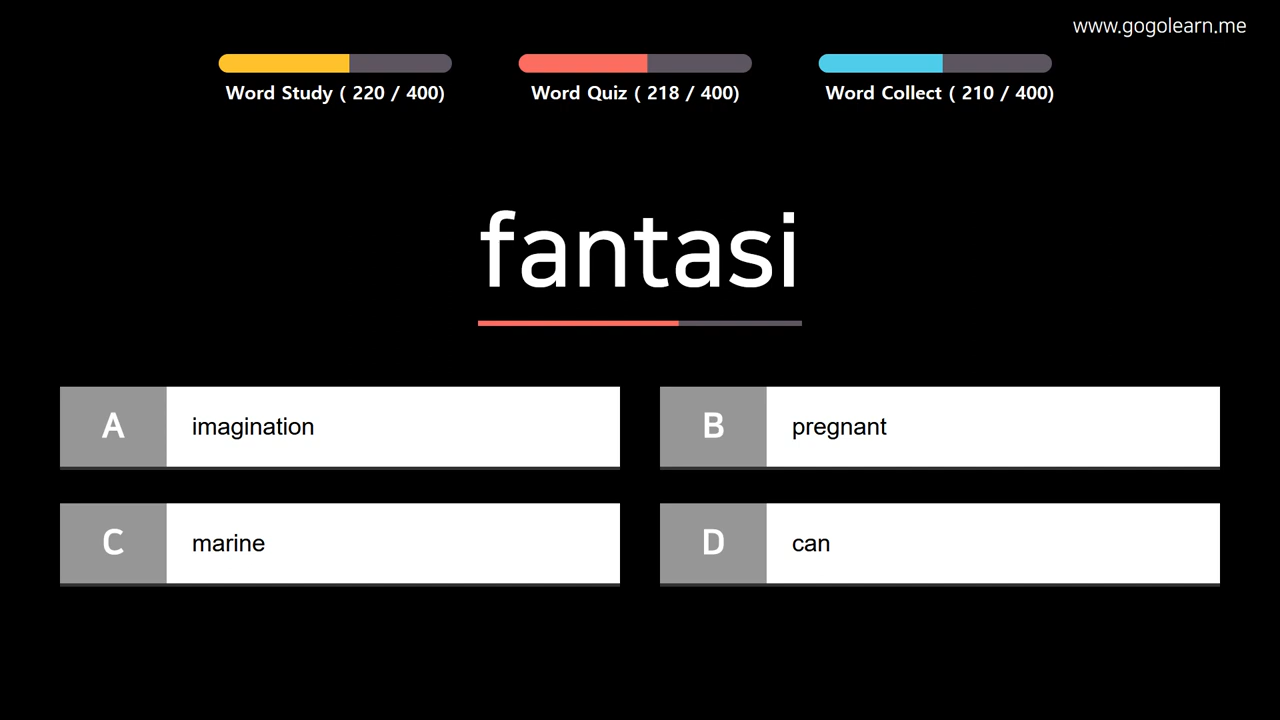 www.gogolearn.me
Word Study ( 220 / 400)
Word Quiz ( 218 / 400)
Word Collect ( 210 / 400)
fantasi
A imagination
B pregnant
C marine
D can